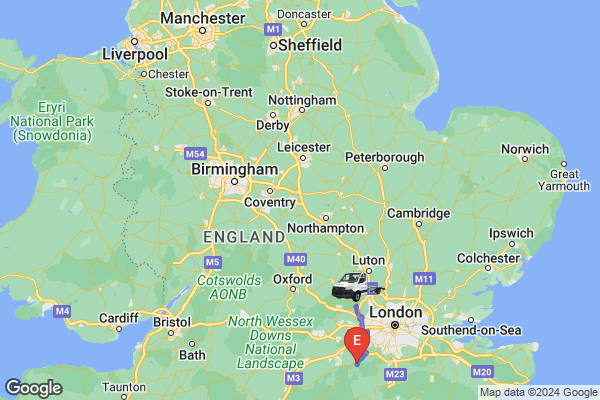 Doncaster
Manchester
M1
Liverpool
Sheffield
Chester
Stoke-on-Trent
Eryri
National Park
(Snowdonia)
Nottingham
Derby
M54
Leicester
Peterborough
Norwich
Birmingham
Great
Yarmouth
Coventry
Cambridge
Northampton
ENGLAND
Ipswich
M5
M40
Luton
Colchester
Cotswolds
AONB
Oxford
M11
M4
Cardiff
London
Bristol
North Wessex
Downs
National
Landscape
Southend-on-Sea
Bath
E
M3
M23
M20
Taunton
Google
Map data ©2024 Google